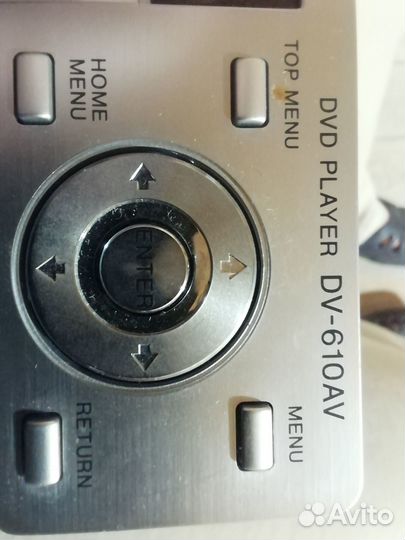 DVD PLAYER DV-610AV
TOP MENU
MENU
ENTER
HOME
MENU
RETURN
Avito